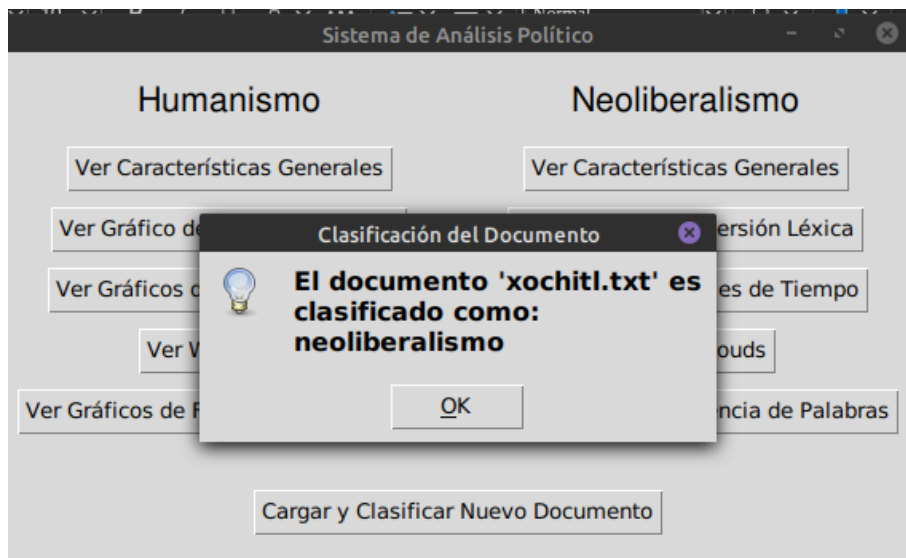 Normal
Sistema de Análisis Político
Humanismo
Neoliberalismo
Ver Características Generales
Ver Características Generales
Ver Gráfico de
ersión Léxica
Clasificación del Documento
El documento 'xochitl.txt' es
clasificado como:
neoliberalismo
OK
Ver Gráficos d
es de Tiempo
Ver W
ouds
Ver Gráficos de F
ncia de Palabras
Cargar y Clasificar Nuevo Documento